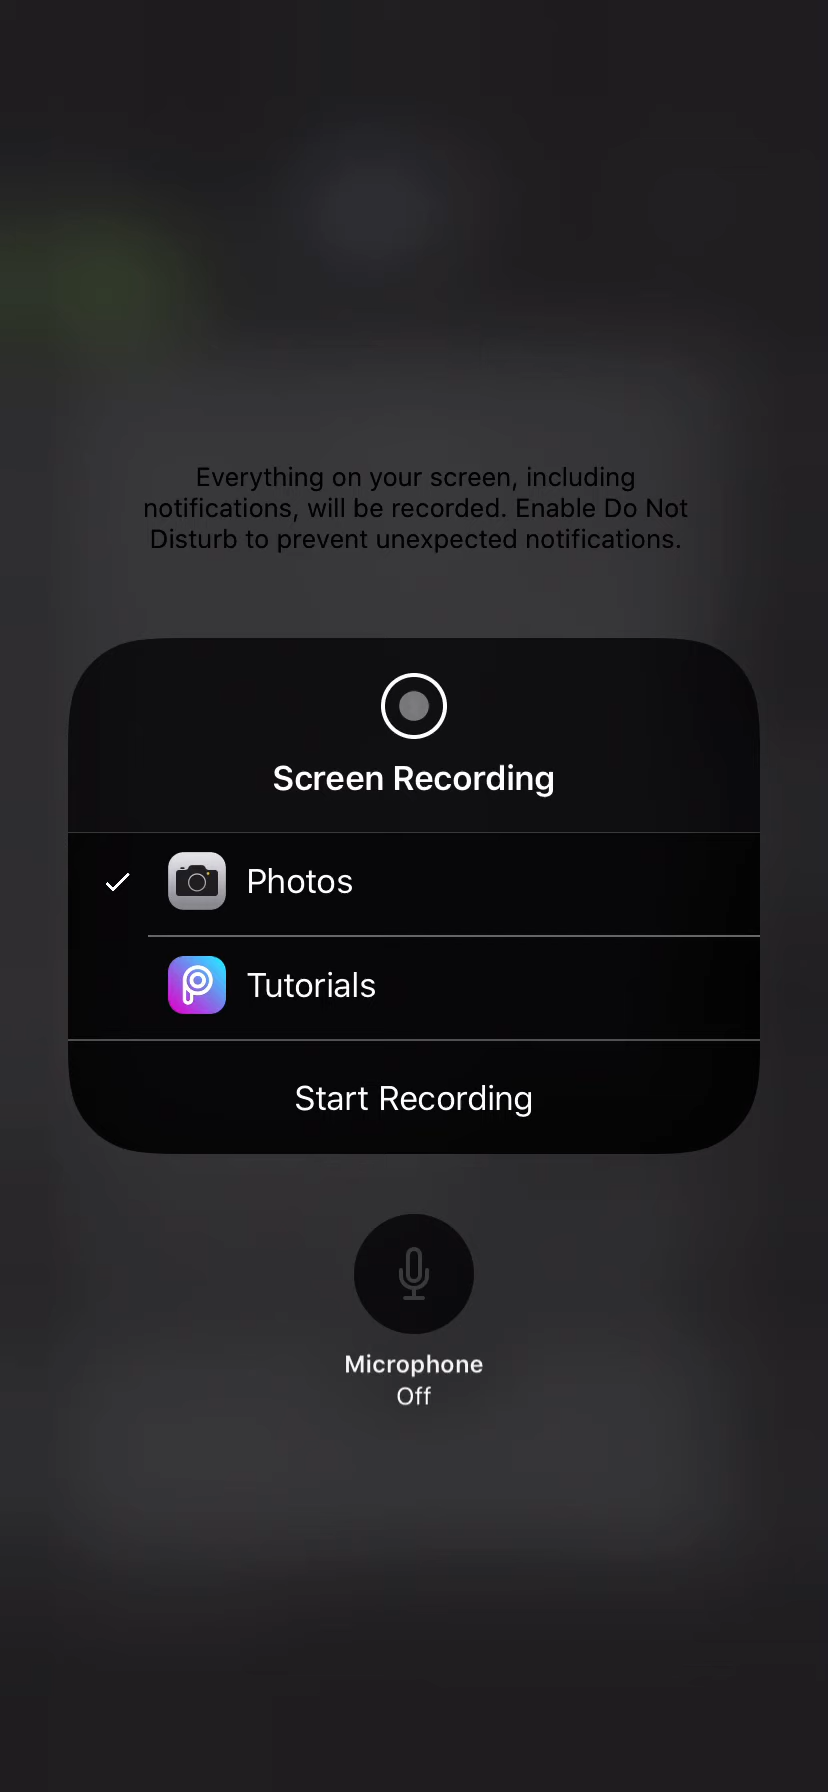 Everything on your screen, including
notifications, will be recorded. Enable Do Not
Disturb to prevent unexpected notifications.
Screen Recording
Photos
Tutorials
Start Recording
Microphone
Off